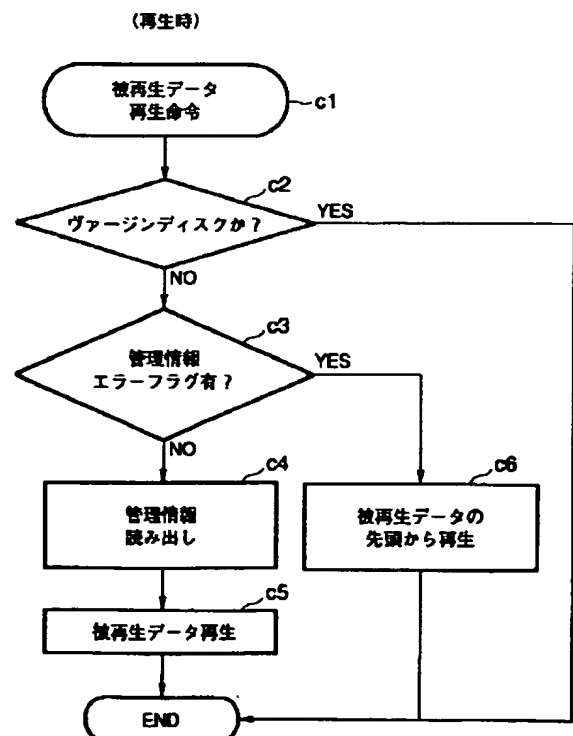 (再生時)
被再生データ
再生命令
c1
c2
ヴァージンディスクか?
YES
NO
c3
管理情報
エラーフラグ有?
YES
NO
c4
管理情報
読み出し
c6
被再生データの
先頭から再生
c5
被再生データ再生
END